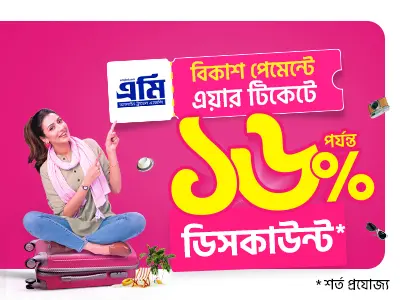 এমি
বিকাশ পেমেন্টে
এয়ার টিকেটে
১৬%
পর্যন্ত
ডিসকাউন্ট*
*শর্ত প্রযোজ্য